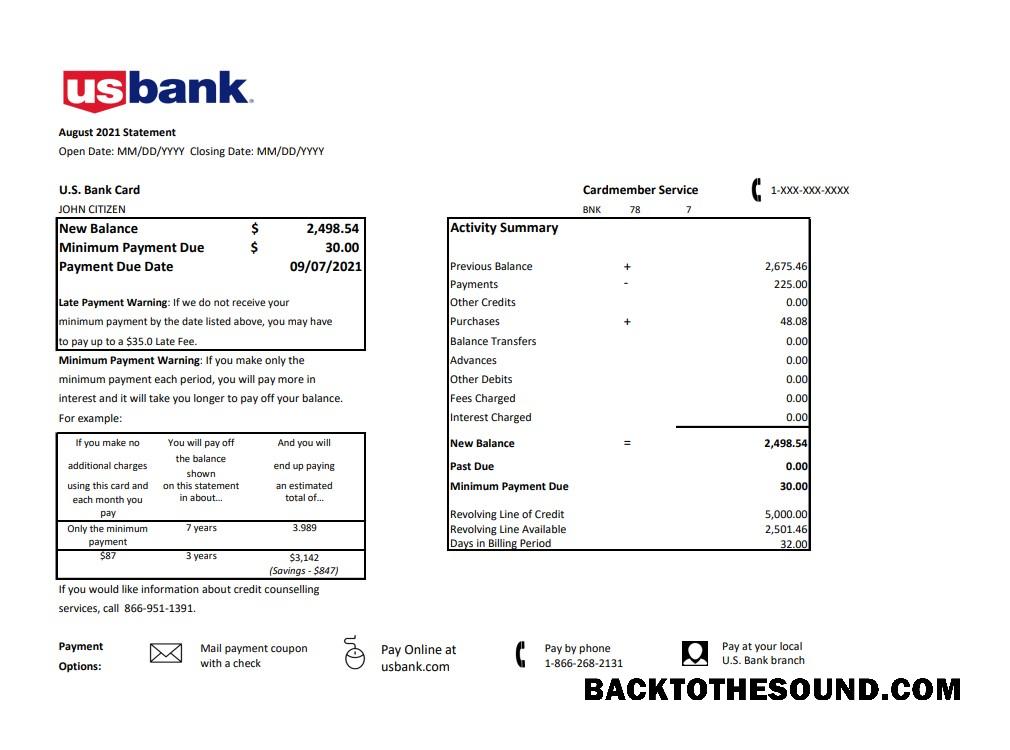 usbank
August 2021 Statement
Open Date: MM/DD/YYYY Closing Date: MM/DD/YYYY
U.S. Bank Card
JOHN CITIZEN
New Balance $ 2,498.54
Minimum Payment Due $ 30.00
Payment Due Date 09/07/2021
Late Payment Warning: If we do not receive your
minimum payment by the date listed above, you may have
to pay up to a $35.0 Late Fee.
Minimum Payment Warning: If you make only the
minimum payment each period, you will pay more in
interest and it will take you longer to pay off your balance.
For example:
If you make no
additional charges
using this card and
each month you
pay
You will pay off
the balance
shown
on this statement
in about...
And you will
end up paying
an estimated
total of...
Only the minimum
payment
7 years
3.989
$87
3 years
$3,142
(Savings - $847)
If you would like information about credit counselling
services, call 866-951-1391.
Cardmember Service 1-XXX-XXX-XXXX
BNK 78 7
Activity Summary
Previous Balance + 2,675.46
Payments - 225.00
Other Credits 0.00
Purchases + 48.08
Balance Transfers 0.00
Advances 0.00
Other Debits 0.00
Fees Charged 0.00
Interest Charged 0.00
New Balance = 2,498.54
Past Due 0.00
Minimum Payment Due 30.00
Revolving Line of Credit 5,000.00
Revolving Line Available 2,501.46
Days in Billing Period 32.00
Payment
Options:
Mail payment coupon
with a check
Pay Online at
usbank.com
Pay by phone
1-866-268-2131
Pay at your local
U.S. Bank branch
BACKTOTHESOUND.COM